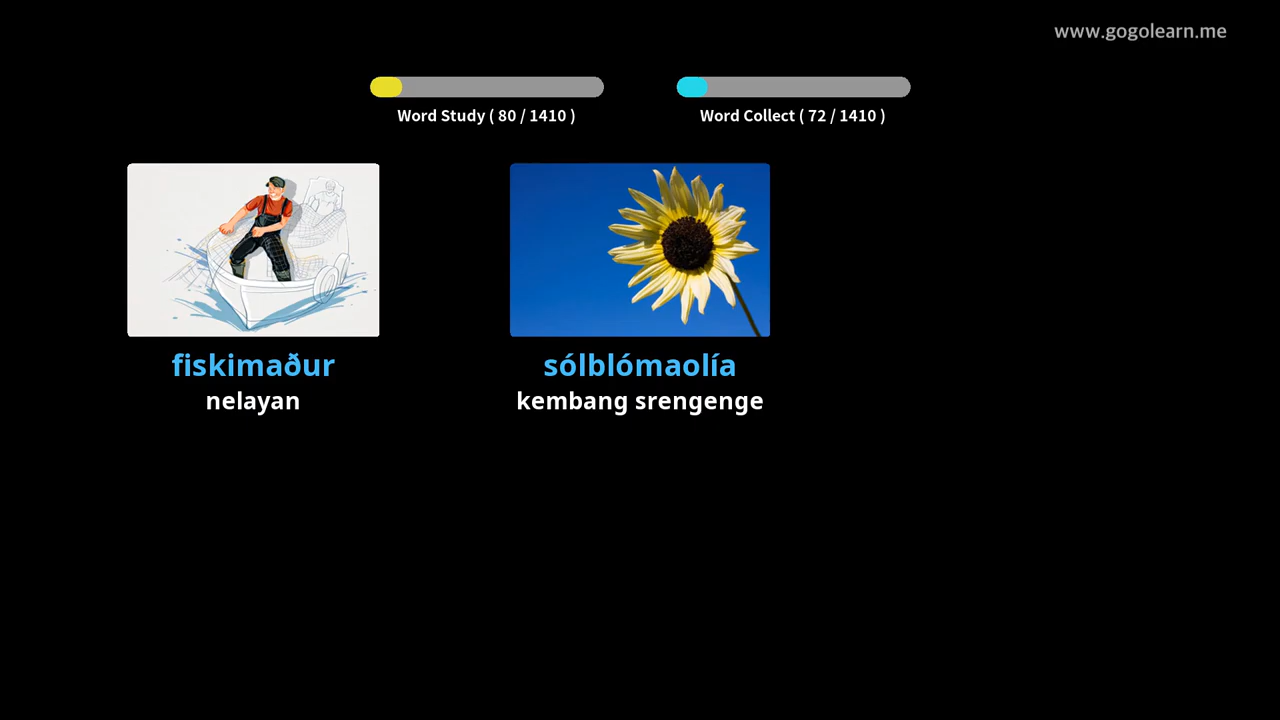 www.gogolearn.me
Word Study ( 80 / 1410 )
Word Collect ( 72 / 1410 )
fiskimaður
nelayan
sólblómaolía
kembang srengenge